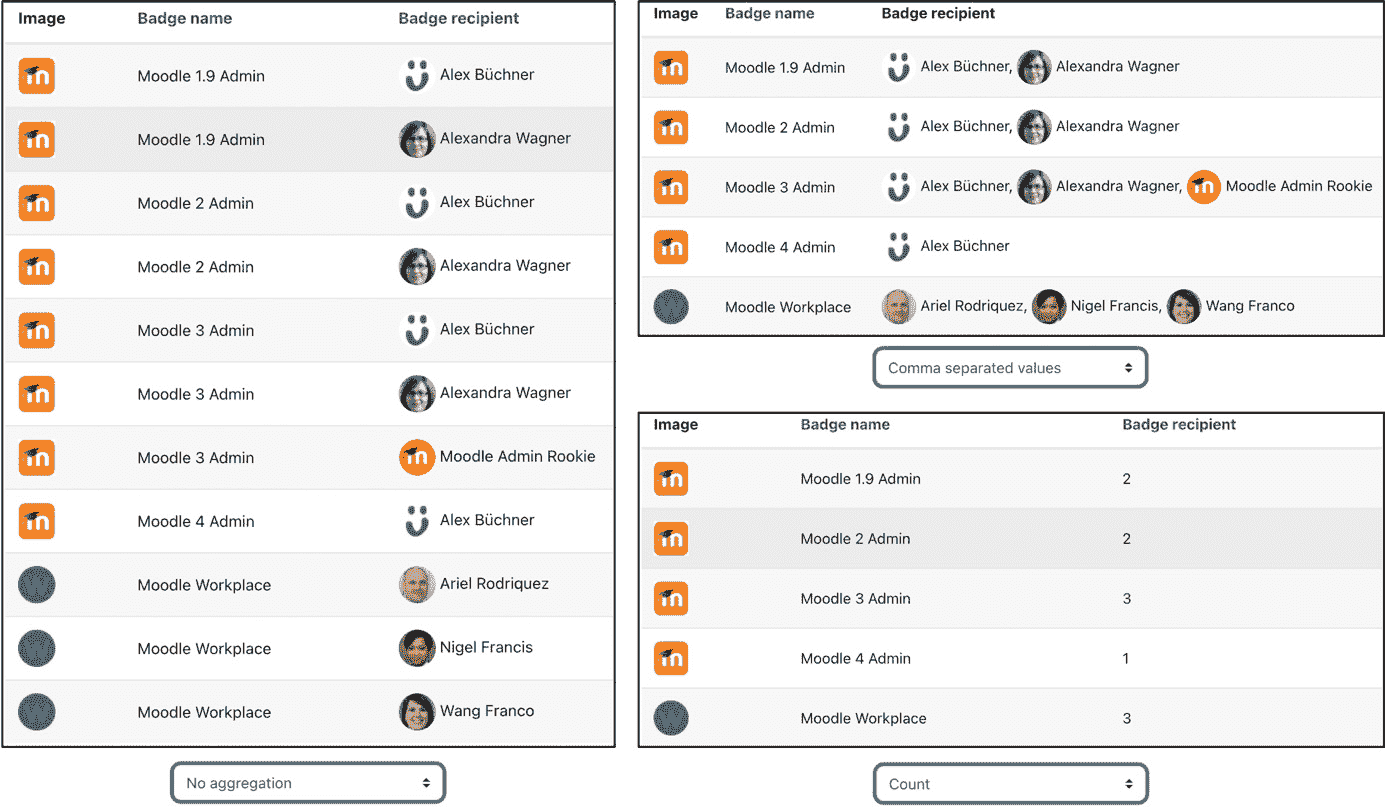 Image Badge name Badge recipient
Moodle 1.9 Admin Alex Büchner
Moodle 1.9 Admin Alexandra Wagner
Moodle 2 Admin Alex Büchner
Moodle 2 Admin Alexandra Wagner
Moodle 3 Admin Alex Büchner
Moodle 3 Admin Alexandra Wagner
Moodle 3 Admin Moodle Admin Rookie
Moodle 4 Admin Alex Büchner
Moodle Workplace Ariel Rodriquez
Moodle Workplace Nigel Francis
Moodle Workplace Wang Franco
No aggregation
Image Badge name Badge recipient
Moodle 1.9 Admin Alex Büchner, Alexandra Wagner
Moodle 2 Admin Alex Büchner, Alexandra Wagner
Moodle 3 Admin Alex Büchner, Alexandra Wagner, Moodle Admin Rookie
Moodle 4 Admin Alex Büchner
Moodle Workplace Ariel Rodriquez, Nigel Francis, Wang Franco
Comma separated values
Image Badge name Badge recipient
Moodle 1.9 Admin 2
Moodle 2 Admin 2
Moodle 3 Admin 3
Moodle 4 Admin 1
Moodle Workplace 3
Count